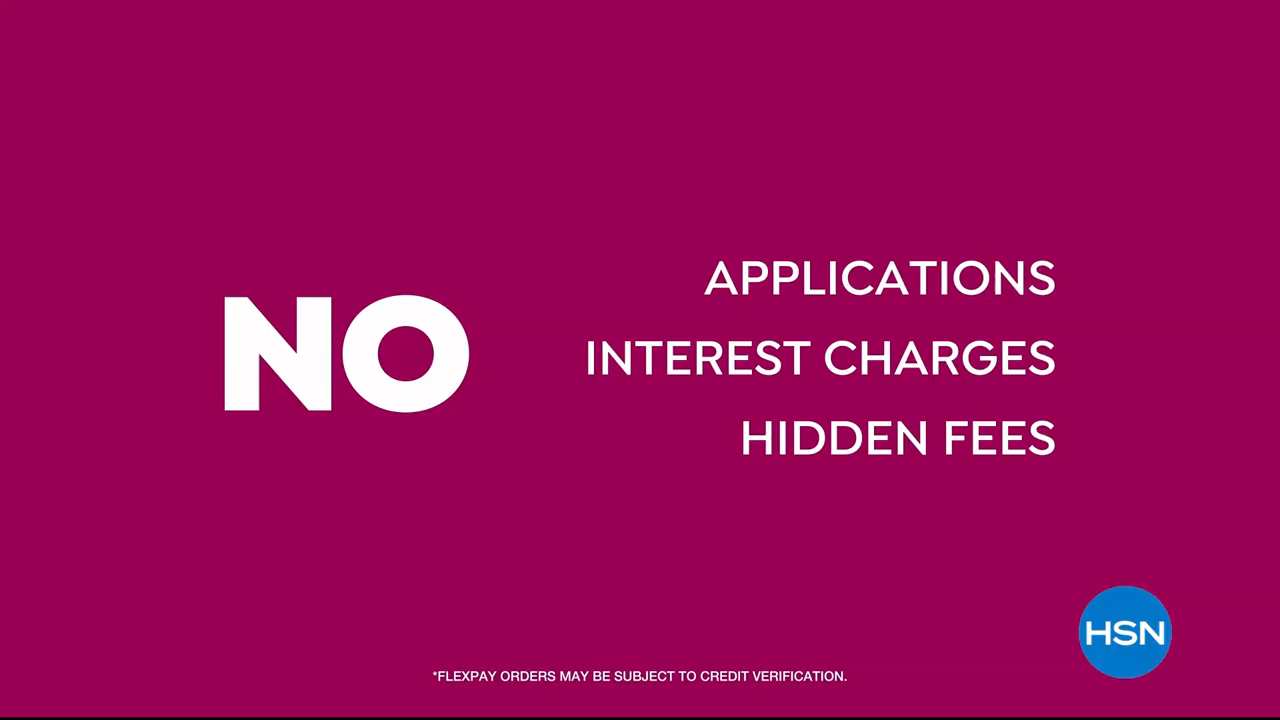 NO
APPLICATIONS
INTEREST CHARGES
HIDDEN FEES
HSN
*FLEXPAY ORDERS MAY BE SUBJECT TO CREDIT VERIFICATION.